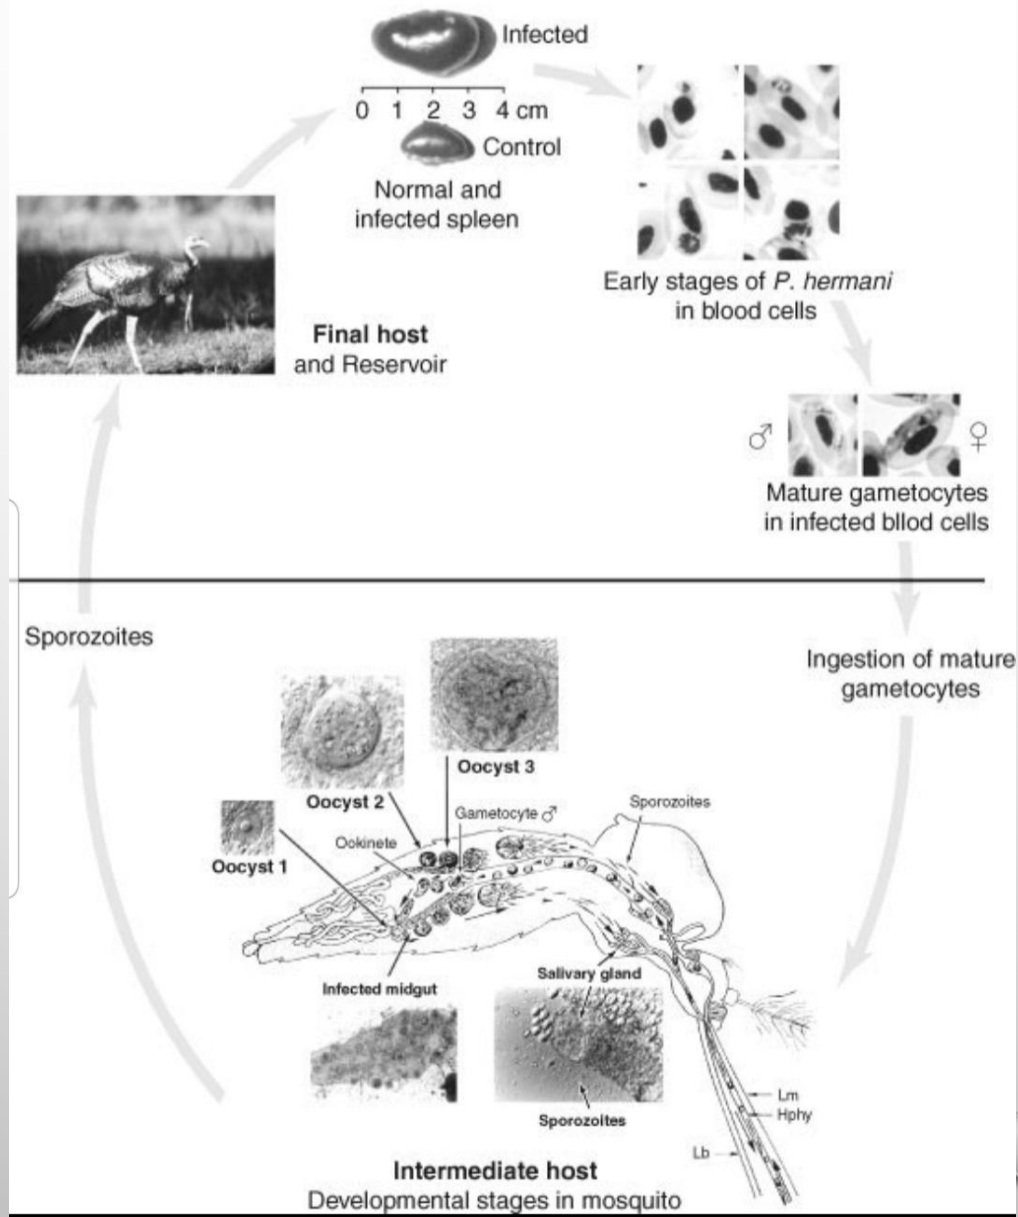 Infected
0 1 2 3 4 cm
Control
Normal and
infected spleen
Early stages of P. hermani
in blood cells
Final host
and Reservoir
♂
♀
Mature gametocytes
in infected bllod cells
Sporozoites
Ingestion of mature
gametocytes
Oocyst 3
Oocyst 2
Sporozoites
Gametocyte ♂
Ookinete
Oocyst 1
Salivary gland
Infected midgut
Lm
Hphy
Sporozoites
Lb
Intermediate host
Developmental stages in mosquito